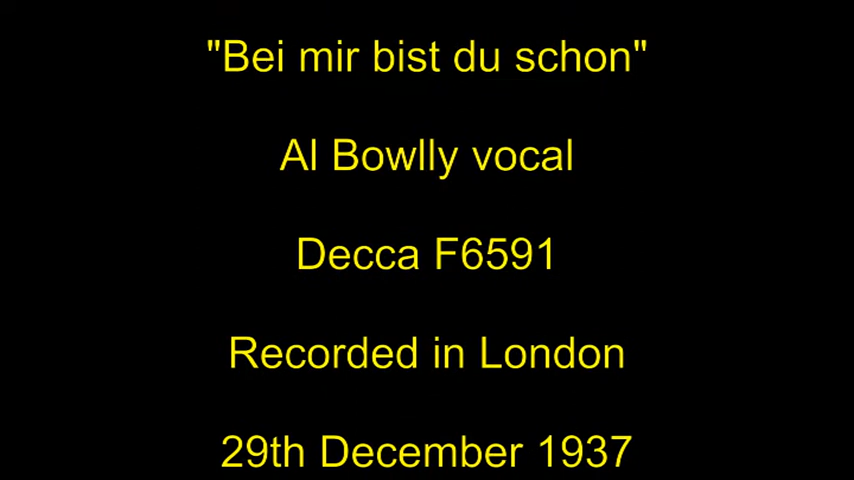 "Bei mir bist du schon"
Al Bowlly vocal
Decca F6591
Recorded in London
29th December 1937